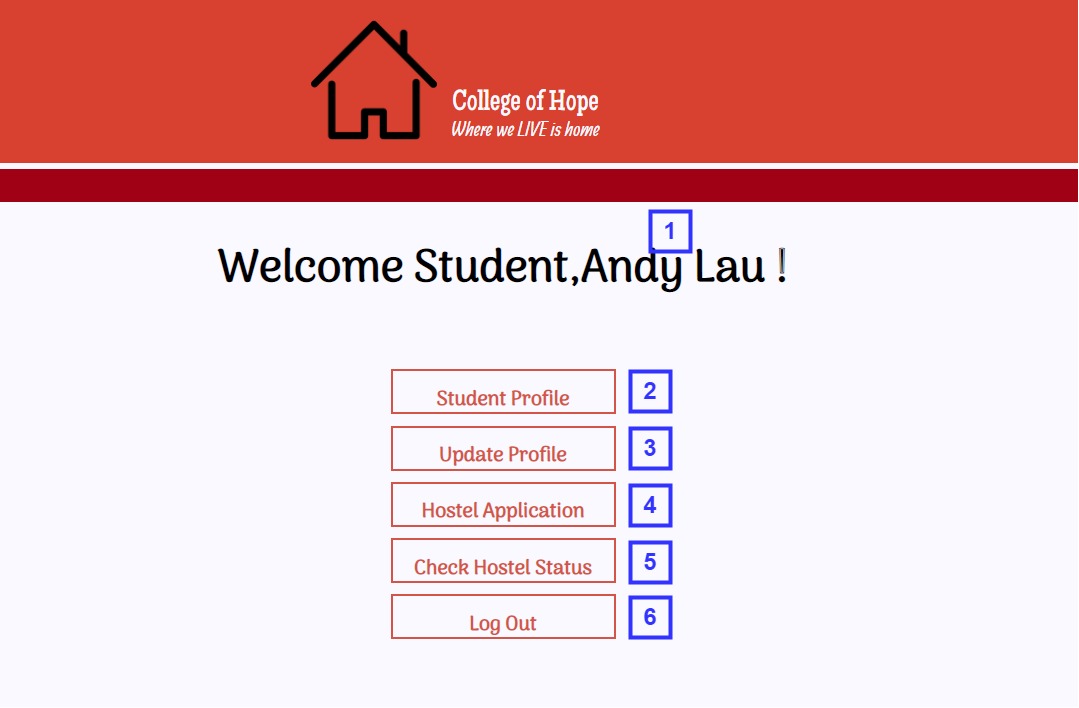 College of Hope
Where we LIVE is home
1
Welcome Student,Andy Lau !
Student Profile 2
Update Profile 3
Hostel Application 4
Check Hostel Status 5
Log Out 6